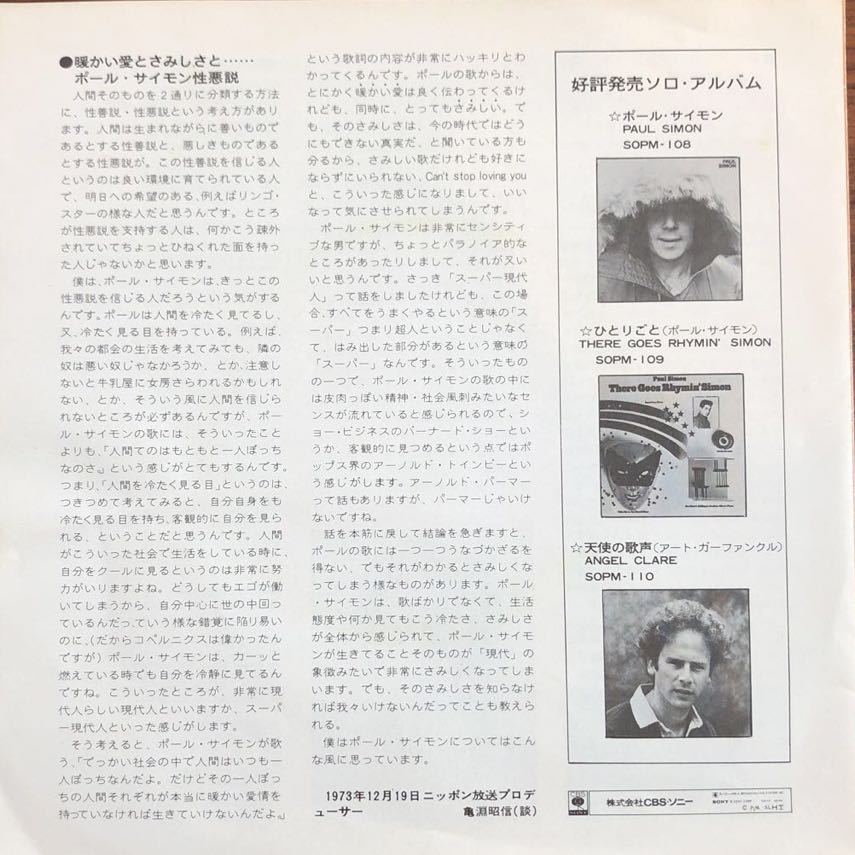 ●暖かい愛とさみしさと……
ポール・サイモン性悪説
人間そのものを2通りに分類する方法
に、性善説・性悪説という考え方があり
ます。人間は生まれながらに善いもので
あるとする性善説と、悪しきものである
とする性悪説が。この性善説を信じる人
というのは良い環境に育てられている人
で、明日への希望のある、例えばリンゴ・
スターの様な人だと思うんです。ところ
が性悪説を支持する人は、何かこう疎外
されていてちょっとひねくれた面を持っ
た人じゃないかと思います。
僕は、ポール・サイモンは、きっとこの
性悪説を信じる人だろうという気がする
んです。ポールは人間を冷たく見てるし、
又、冷たく見る目を持っている。例えば、
我々の都会の生活を考えてみても、隣の
奴は悪い奴じゃなかろうか、とか、注意し
ないと牛乳屋に女房さらわれるかもしれ
ない、とか、そういう風に人間を信じら
れないところが必ずあるんですが、ポー
ル・サイモンの歌には、そういったこと
よりも、「人間てのはもともと一人ぼっち
なのさ。」という感じがとてもするんです。
つまり、「人間を冷たく見る目」というのは、
つきつめて考えてみると、自分自身をも
冷たく見る目を持ち、客観的に自分を見ら
れる、ということだと思うんです。人間
がこういった社会で生活をしている時に、
自分をクールに見るというのは非常に努
力がいりますよね。どうしてもエゴが働
いてしまうから、自分中心に世の中回っ
ているんだっ、ていう様な錯覚に陥り易い
のに、(だからコペルニクスは偉かったん
ですが) ポール・サイモンは、カーッと
燃えている時でも自分を冷静に見てるん
ですね。こういったところが、非常に現
代人らしい現代人といいますか、スーパ
ー現代人といった感じがします。
そう考えると、ポール・サイモンが歌
う、「でっかい社会の中で人間はいつも一
人ぼっちなんだよ。だけどその一人ぼっ
ちの人間それぞれが本当に暖かい愛情を
持っていなければ生きていけないんだよ。」
という歌詞の内容が非常にハッキリとわ
かってくるんです。ポールの歌からは、
とにかく暖かい愛は良く伝わってくるけ
れども、同時に、とってもさみしい。で
も、そのさみしさは、今の時代ではどう
にもできない真実だ、と聞いている方も
分るから、さみしい歌だけれども好きに
ならずにいられない、Can't stop loving you
と、こういった感じになりまして、いい
なって気にさせられてしまうんです。
ポール・サイモンは非常にセンシティ
ブな男ですが、ちょっとパラノイア的な
ところがあったりしまして、それが又い
いと思うんです。さっき「スーパー現代
人」って話をしましたけれども、この場
合、すべてをうまくやるという意味の「ス
ーパー」つまり超人ということじゃなく
て、はみ出した部分があるという意味の
「スーパー」なんです。そういったもの
の一つで、ポール・サイモンの歌の中に
は皮肉っぽい精神・社会風刺みたいなセ
ンスが流れていると感じられるので、シ
ョー・ビジネスのバーナード・ショーとい
うか、客観的に見つめるという点ではポ
ップス界のアーノルド・トインビーとい
う感じがします。アーノルド・パーマー
って話もありますが、パーマーじゃいけ
ないですね。
話を本筋に戻して結論を急ぎますと、
ポールの歌には一つ一つうなづかざるを
得ない、でもそれがわかるとさみしくな
ってしまう様なものがあります。ポー
ル・サイモンは、歌ばかりでなくて、生活
態度や何か見てもこう冷たさ、さみしさ
が全体から感じられて、ポール・サイモ
ンが生きてることそのものが「現代」の
象徴みたいで非常にさみしくなってしま
います。でも、そのさみしさを知らなけ
れば我々いけないんだってことも教えら
れる。
僕はポール・サイモンについてはこん
な風に思っています。
1973年12月19日ニッポン放送プロデ
ューサー 亀淵昭信(談)
好評発売ソロ・アルバム
☆ポール・サイモン
PAUL SIMON
SOPM-108
PAUL
SIMON
☆ひとりごと(ポール・サイモン)
THERE GOES RHYMIN' SIMON
SOPM-109
Paul Simon
There Goes Rhymin' Simon
☆天使の歌声(アート・ガーファンクル)
ANGEL CLARE
SOPM-110
CBS
SONY
株式会社CBS・ソニー